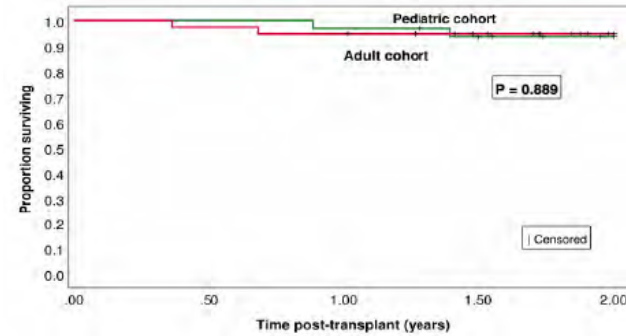 Proportion surviving
1.0
0.9
0.8
0.7
0.6
0.5
0.4
0.3
0.2
0.1
0.0
Pediatric cohort
Adult cohort
P = 0.889
| Censored
.00
.50
1.00
1.50
2.00
Time post-transplant (years)